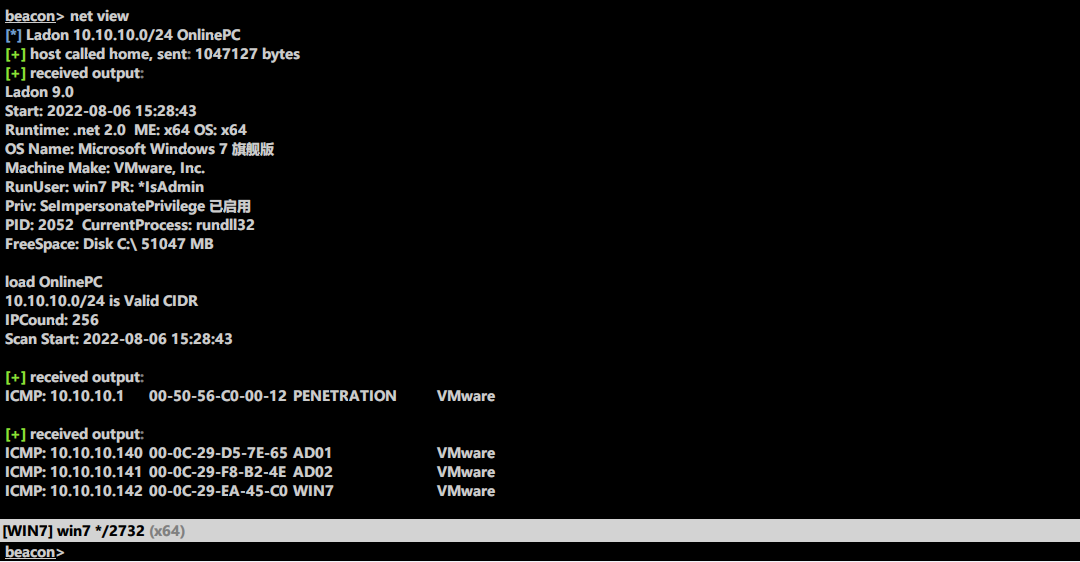 beacon> net view
[*] Ladon 10.10.10.0/24 OnlinePC
[+] host called home, sent: 1047127 bytes
[+] received output:
Ladon 9.0
Start: 2022-08-06 15:28:43
Runtime: .net 2.0  ME: x64 OS: x64
OS Name: Microsoft Windows 7 旗舰版
Machine Make: VMware, Inc.
RunUser: win7 PR: *IsAdmin
Priv: SeImpersonatePrivilege 已启用
PID: 2052  CurrentProcess: rundll32
FreeSpace: Disk C:\ 51047 MB
load OnlinePC
10.10.10.0/24 is Valid CIDR
IPCound: 256
Scan Start: 2022-08-06 15:28:43
[+] received output:
ICMP: 10.10.10.1 00-50-56-C0-00-12 PENETRATION VMware
[+] received output:
ICMP: 10.10.10.140 00-0C-29-D5-7E-65 AD01 VMware
ICMP: 10.10.10.141 00-0C-29-F8-B2-4E AD02 VMware
ICMP: 10.10.10.142 00-0C-29-EA-45-C0 WIN7 VMware
[WIN7] win7 */2732 (x64)
beacon>